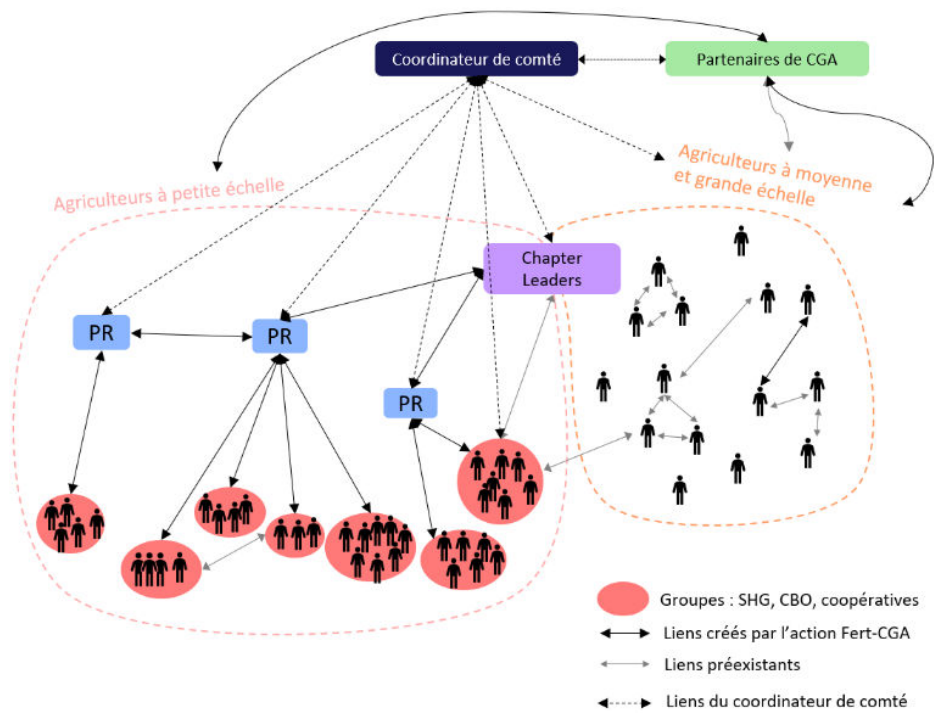 Coordinateur de comté
Partenaires de CGA
Agriculteurs à petite échelle
Agriculteurs à moyenne
et grande échelle
Chapter
Leaders
PR
PR
PR
Groupes : SHG, CBO, coopératives
Liens créés par l’action Fert-CGA
Liens préexistants
Liens du coordinateur de comté